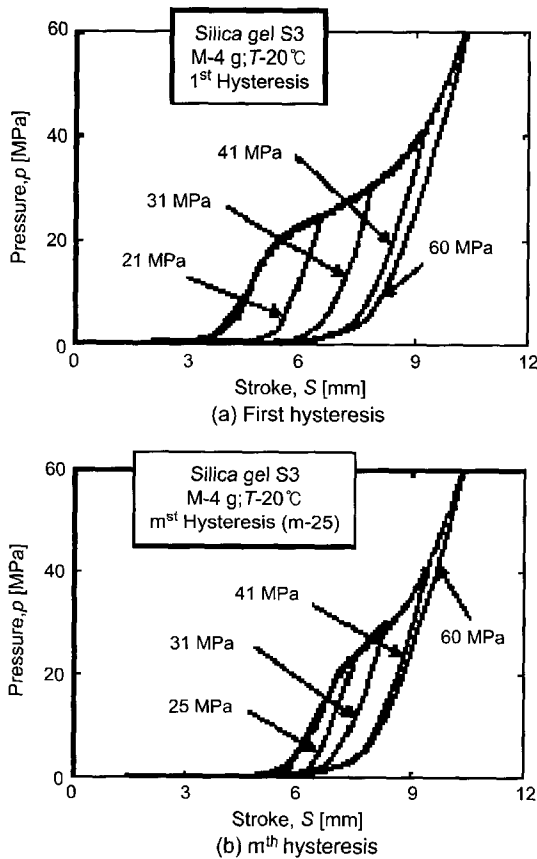 Silica gel S3
M-4 g;T-20℃
1st Hysteresis
60
40
20
0
Pressure,p [MPa]
41 MPa
31 MPa
21 MPa
60 MPa
0 3 6 9 12
Stroke, S [mm]
(a) First hysteresis
Silica gel S3
M-4 g;T-20℃
mst Hysteresis (m-25)
60
40
20
0
Pressure,p [MPa]
41 MPa
31 MPa
25 MPa
60 MPa
0 3 6 9 12
Stroke, S [mm]
(b) mth hysteresis